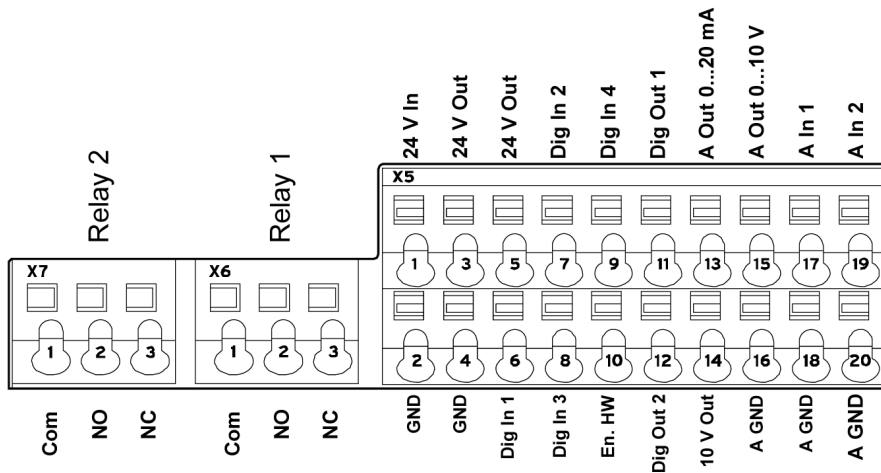 24 V In
24 V Out
24 V Out
Dig In 2
Dig In 4
Dig Out 1
A Out 0...20 mA
A Out 0...10 V
A In 1
A In 2
Relay 2
Relay 1
X5
1 3 5 7 9 11 13 15 17 19
X7
X6
1 2 3
1 2 3
2 4 6 8 10 12 14 16 18 20
Com
NO
NC
Com
NO
NC
GND
GND
Dig In 1
Dig In 3
En. HW
Dig Out 2
10 V Out
A GND
A GND
A GND